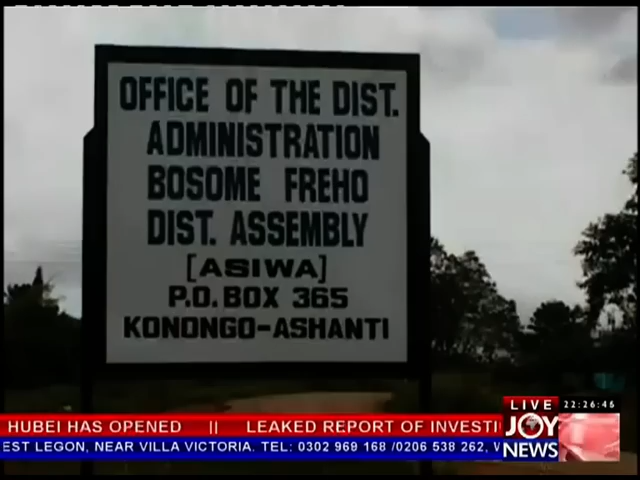 OFFICE OF THE DIST.
ADMINISTRATION
BOSOME FREHO
DIST. ASSEMBLY
[ASIWA]
P.O. BOX 365
KONONGO-ASHANTI
LIVE 22:26:46
HUBEI HAS OPENED || LEAKED REPORT OF INVESTI
JOY
NEWS
EST LEGON, NEAR VILLA VICTORIA. TEL: 0302 969 168 /0206 538 262,